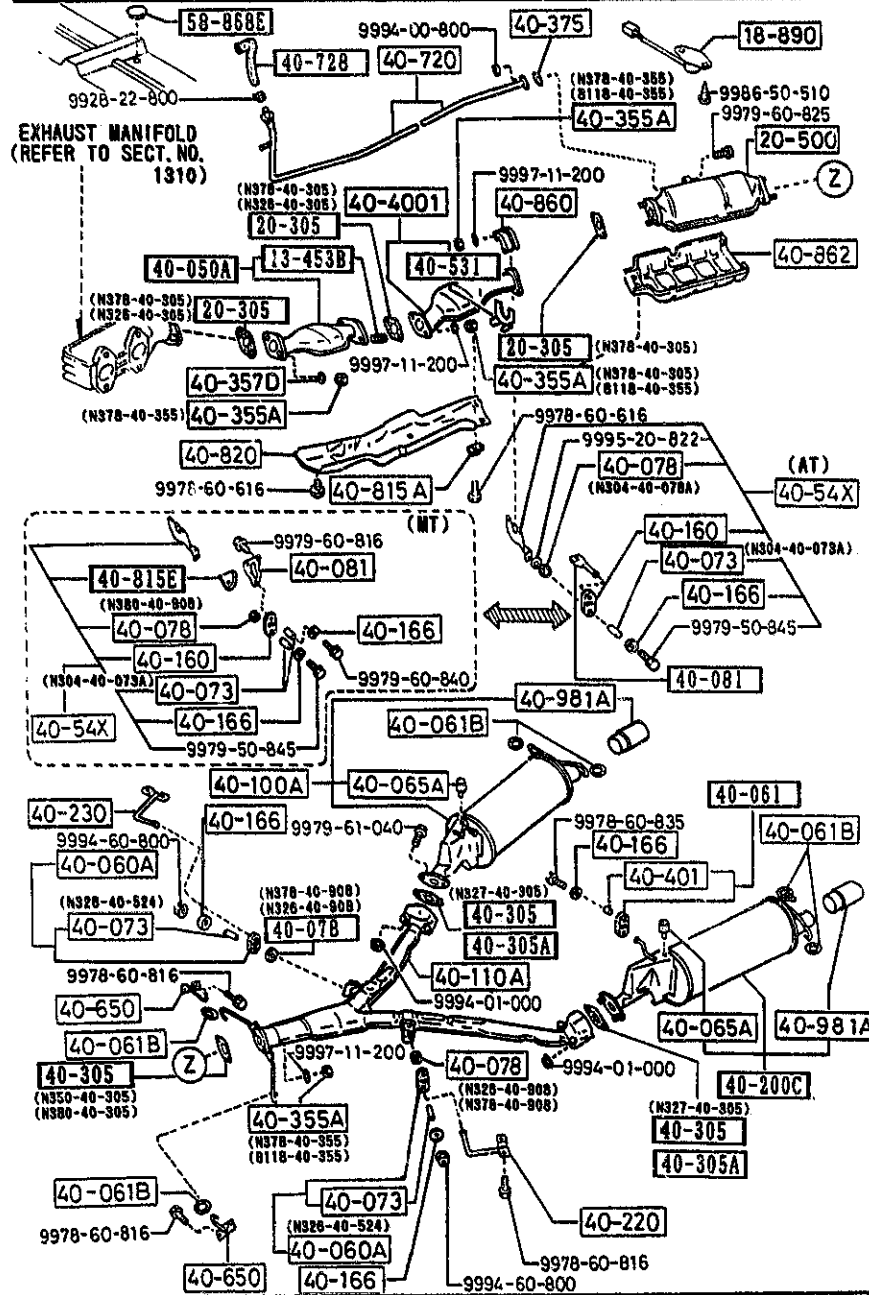 58-868E
9994-00-800
40-375
18-890
40-728
40-720
9928-22-800
(N378-40-355)
(8118-40-355)
40-355A
9986-50-510
9979-60-825
20-500
EXHAUST MANIFOLD
(REFER TO SECT. NO.
1310)
Z
(N378-40-305)
(N326-40-305)
20-305
40-4001
9997-11-200
40-860
40-862
40-050A
13-453B
40-531
(N378-40-305)
(N326-40-305)
20-305
20-305
(N378-40-305)
9997-11-200
40-357D
40-355A
(N378-40-305)
(8118-40-355)
(N378-40-355)
40-355A
9978-60-616
40-820
9995-20-822
40-078
(N304-40-078A)
(AT)
40-54X
9978-60-616
40-815A
(MT)
9979-60-816
40-081
40-160
40-073
(N304-40-073A)
40-815E
(N380-40-908)
40-078
40-166
40-166
9979-50-845
40-160
(N304-40-073A)
40-073
9979-60-840
40-081
40-54X
40-166
9979-50-845
40-981A
40-061B
40-100A
40-065A
40-230
40-166
9979-61-040
40-061
9978-60-835
40-061B
9994-60-800
40-060A
40-166
40-401
(N326-40-524)
40-073
(N378-40-908)
(N326-40-908)
40-078
(N327-40-305)
40-305
40-305A
9978-60-816
40-110A
40-650
9994-01-000
40-061B
9997-11-200
40-078
9994-01-000
40-065A
40-981A
Z
40-305
(N350-40-305)
(N380-40-305)
(N326-40-908)
(N378-40-908)
40-200C
40-355A
(N378-40-355)
(8118-40-355)
(N327-40-305)
40-305
40-305A
40-061B
40-073
9978-60-816
(N326-40-524)
40-060A
40-220
9978-60-816
40-650
40-166
9994-60-800